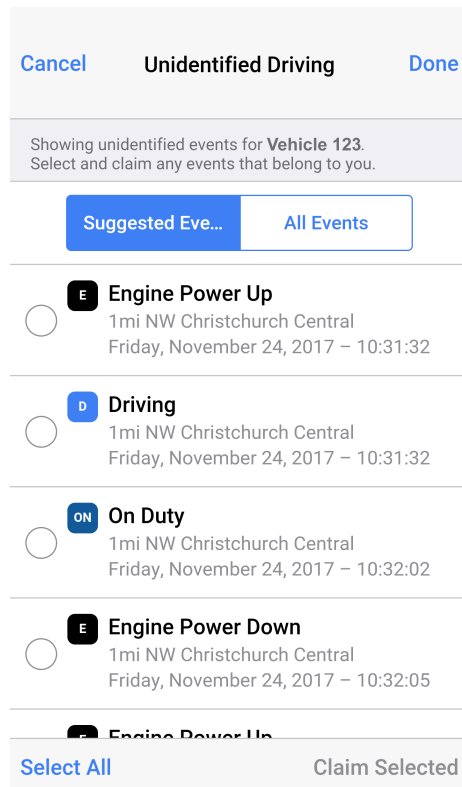 Cancel Unidentified Driving Done
Showing unidentified events for Vehicle 123.
Select and claim any events that belong to you.
Suggested Eve... All Events
E Engine Power Up
1mi NW Christchurch Central
Friday, November 24, 2017 – 10:31:32
D Driving
1mi NW Christchurch Central
Friday, November 24, 2017 – 10:31:32
ON On Duty
1mi NW Christchurch Central
Friday, November 24, 2017 – 10:32:02
E Engine Power Down
1mi NW Christchurch Central
Friday, November 24, 2017 – 10:32:05
E Engine Power Up
Select All Claim Selected